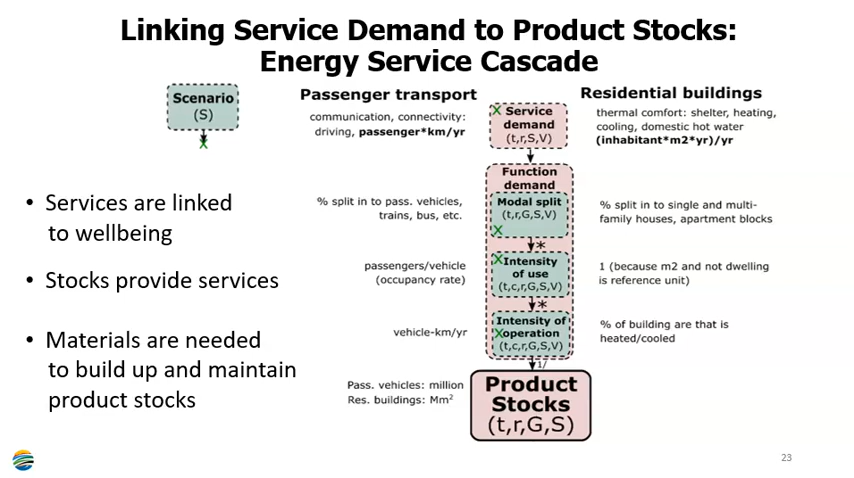 Linking Service Demand to Product Stocks:
Energy Service Cascade
Scenario
(S)
X
Passenger transport
Residential buildings
communication, connectivity:
driving, passenger*km/yr
X Service
demand
(t,r,S,V)
thermal comfort: shelter, heating,
cooling, domestic hot water
(inhabitant*m2*yr)/yr
Function
demand
• Services are linked
to wellbeing
% split in to pass. vehicles,
trains, bus, etc.
Modal split
(t,r,G,S,V)
X
% split in to single and multi-
family houses, apartment blocks
*
• Stocks provide services
passengers/vehicle
(occupancy rate)
X Intensity
of use
(t,c,r,G,S,V)
1 (because m2 and not dwelling
is reference unit)
*
• Materials are needed
to build up and maintain
product stocks
vehicle-km/yr
Intensity of
X operation
(t,c,r,G,S,V)
% of building are that is
heated/cooled
1/
Pass. vehicles: million
Res. buildings: Mm²
Product
Stocks
(t,r,G,S)
23